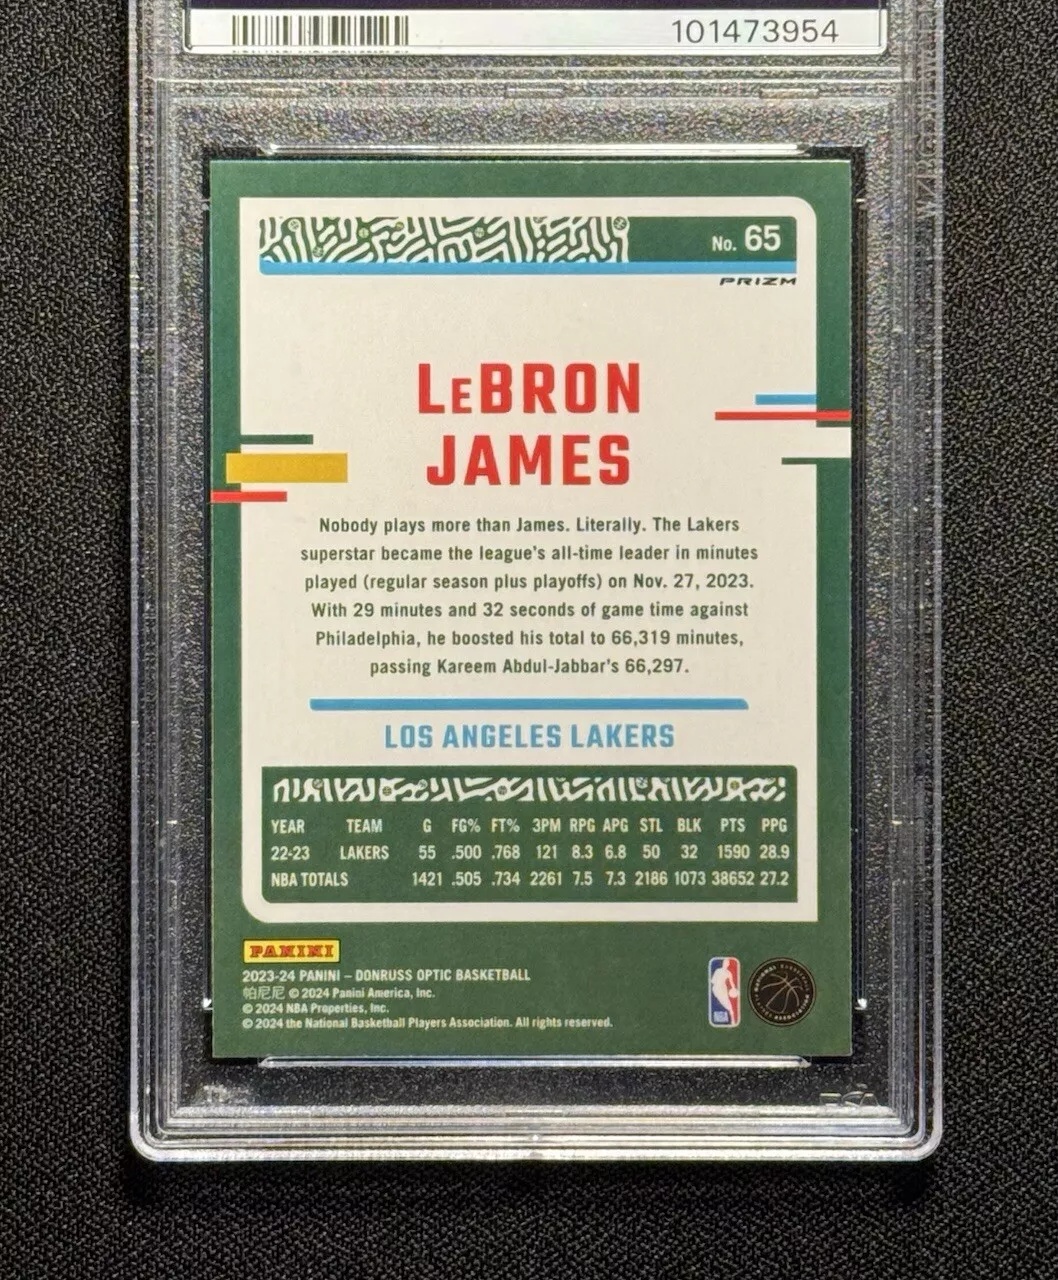 101473954
No. 65
PRIZM
LeBRON
JAMES
Nobody plays more than James. Literally. The Lakers
superstar became the league's all-time leader in minutes
played (regular season plus playoffs) on Nov. 27, 2023.
With 29 minutes and 32 seconds of game time against
Philadelphia, he boosted his total to 66,319 minutes,
passing Kareem Abdul-Jabbar's 66,297.
LOS ANGELES LAKERS
YEAR TEAM G FG% FT% 3PM RPG APG STL BLK PTS PPG
22-23 LAKERS 55 .500 .768 121 8.3 6.8 50 32 1590 28.9
NBA TOTALS 1421 .505 .734 2261 7.5 7.3 2186 1073 38652 27.2
PANINI
2023-24 PANINI – DONRUSS OPTIC BASKETBALL
帕尼尼 © 2024 Panini America, Inc.
© 2024 NBA Properties, Inc.
© 2024 the National Basketball Players Association. All rights reserved.
NBA
PSA